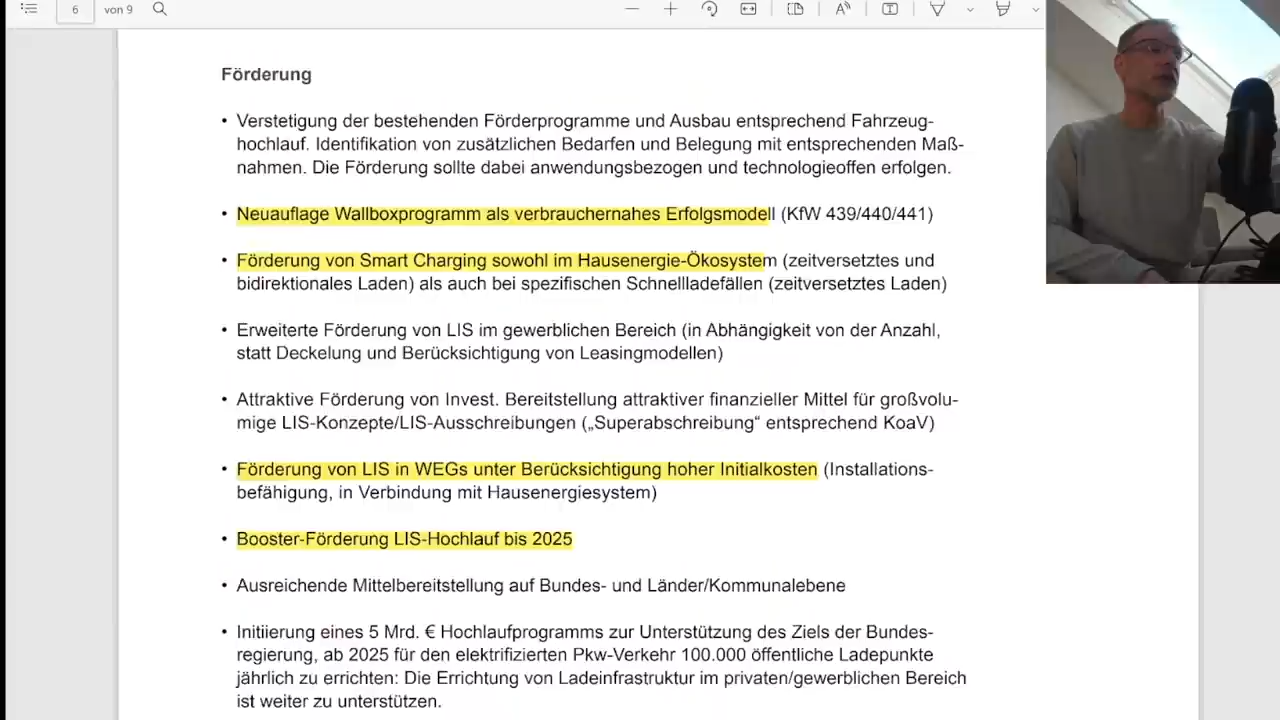 6
von 9
Förderung
• Verstetigung der bestehenden Förderprogramme und Ausbau entsprechend Fahrzeug-
hochlauf. Identifikation von zusätzlichen Bedarfen und Belegung mit entsprechenden Maß-
nahmen. Die Förderung sollte dabei anwendungsbezogen und technologieoffen erfolgen.
• Neuauflage Wallboxprogramm als verbrauchernahes Erfolgsmodell (KfW 439/440/441)
• Förderung von Smart Charging sowohl im Hausenergie-Ökosystem (zeitversetztes und
bidirektionales Laden) als auch bei spezifischen Schnellladefällen (zeitversetztes Laden)
• Erweiterte Förderung von LIS im gewerblichen Bereich (in Abhängigkeit von der Anzahl,
statt Deckelung und Berücksichtigung von Leasingmodellen)
• Attraktive Förderung von Invest. Bereitstellung attraktiver finanzieller Mittel für großvolu-
mige LIS-Konzepte/LIS-Ausschreibungen („Superabschreibung“ entsprechend KoaV)
• Förderung von LIS in WEGs unter Berücksichtigung hoher Initialkosten (Installations-
befähigung, in Verbindung mit Hausenergiesystem)
• Booster-Förderung LIS-Hochlauf bis 2025
• Ausreichende Mittelbereitstellung auf Bundes- und Länder/Kommunalebene
• Initiierung eines 5 Mrd. € Hochlaufprogramms zur Unterstützung des Ziels der Bundes-
regierung, ab 2025 für den elektrifizierten Pkw-Verkehr 100.000 öffentliche Ladepunkte
jährlich zu errichten: Die Errichtung von Ladeinfrastruktur im privaten/gewerblichen Bereich
ist weiter zu unterstützen.